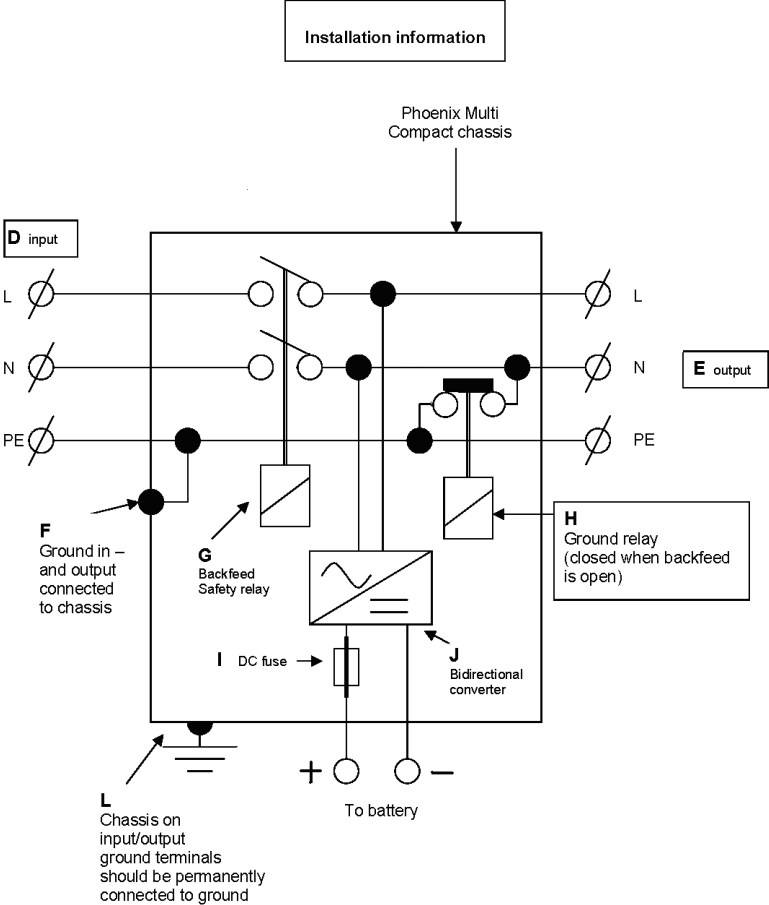 Installation information
Phoenix Multi
Compact chassis
D input
L
L
N
N
E output
PE
PE
F
Ground in –
and output
connected
to chassis
G
Backfeed
Safety relay
H
Ground relay
(closed when backfeed
is open)
I DC fuse
J
Bidirectional
converter
+ –
To battery
L
Chassis on
input/output
ground terminals
should be permanently
connected to ground